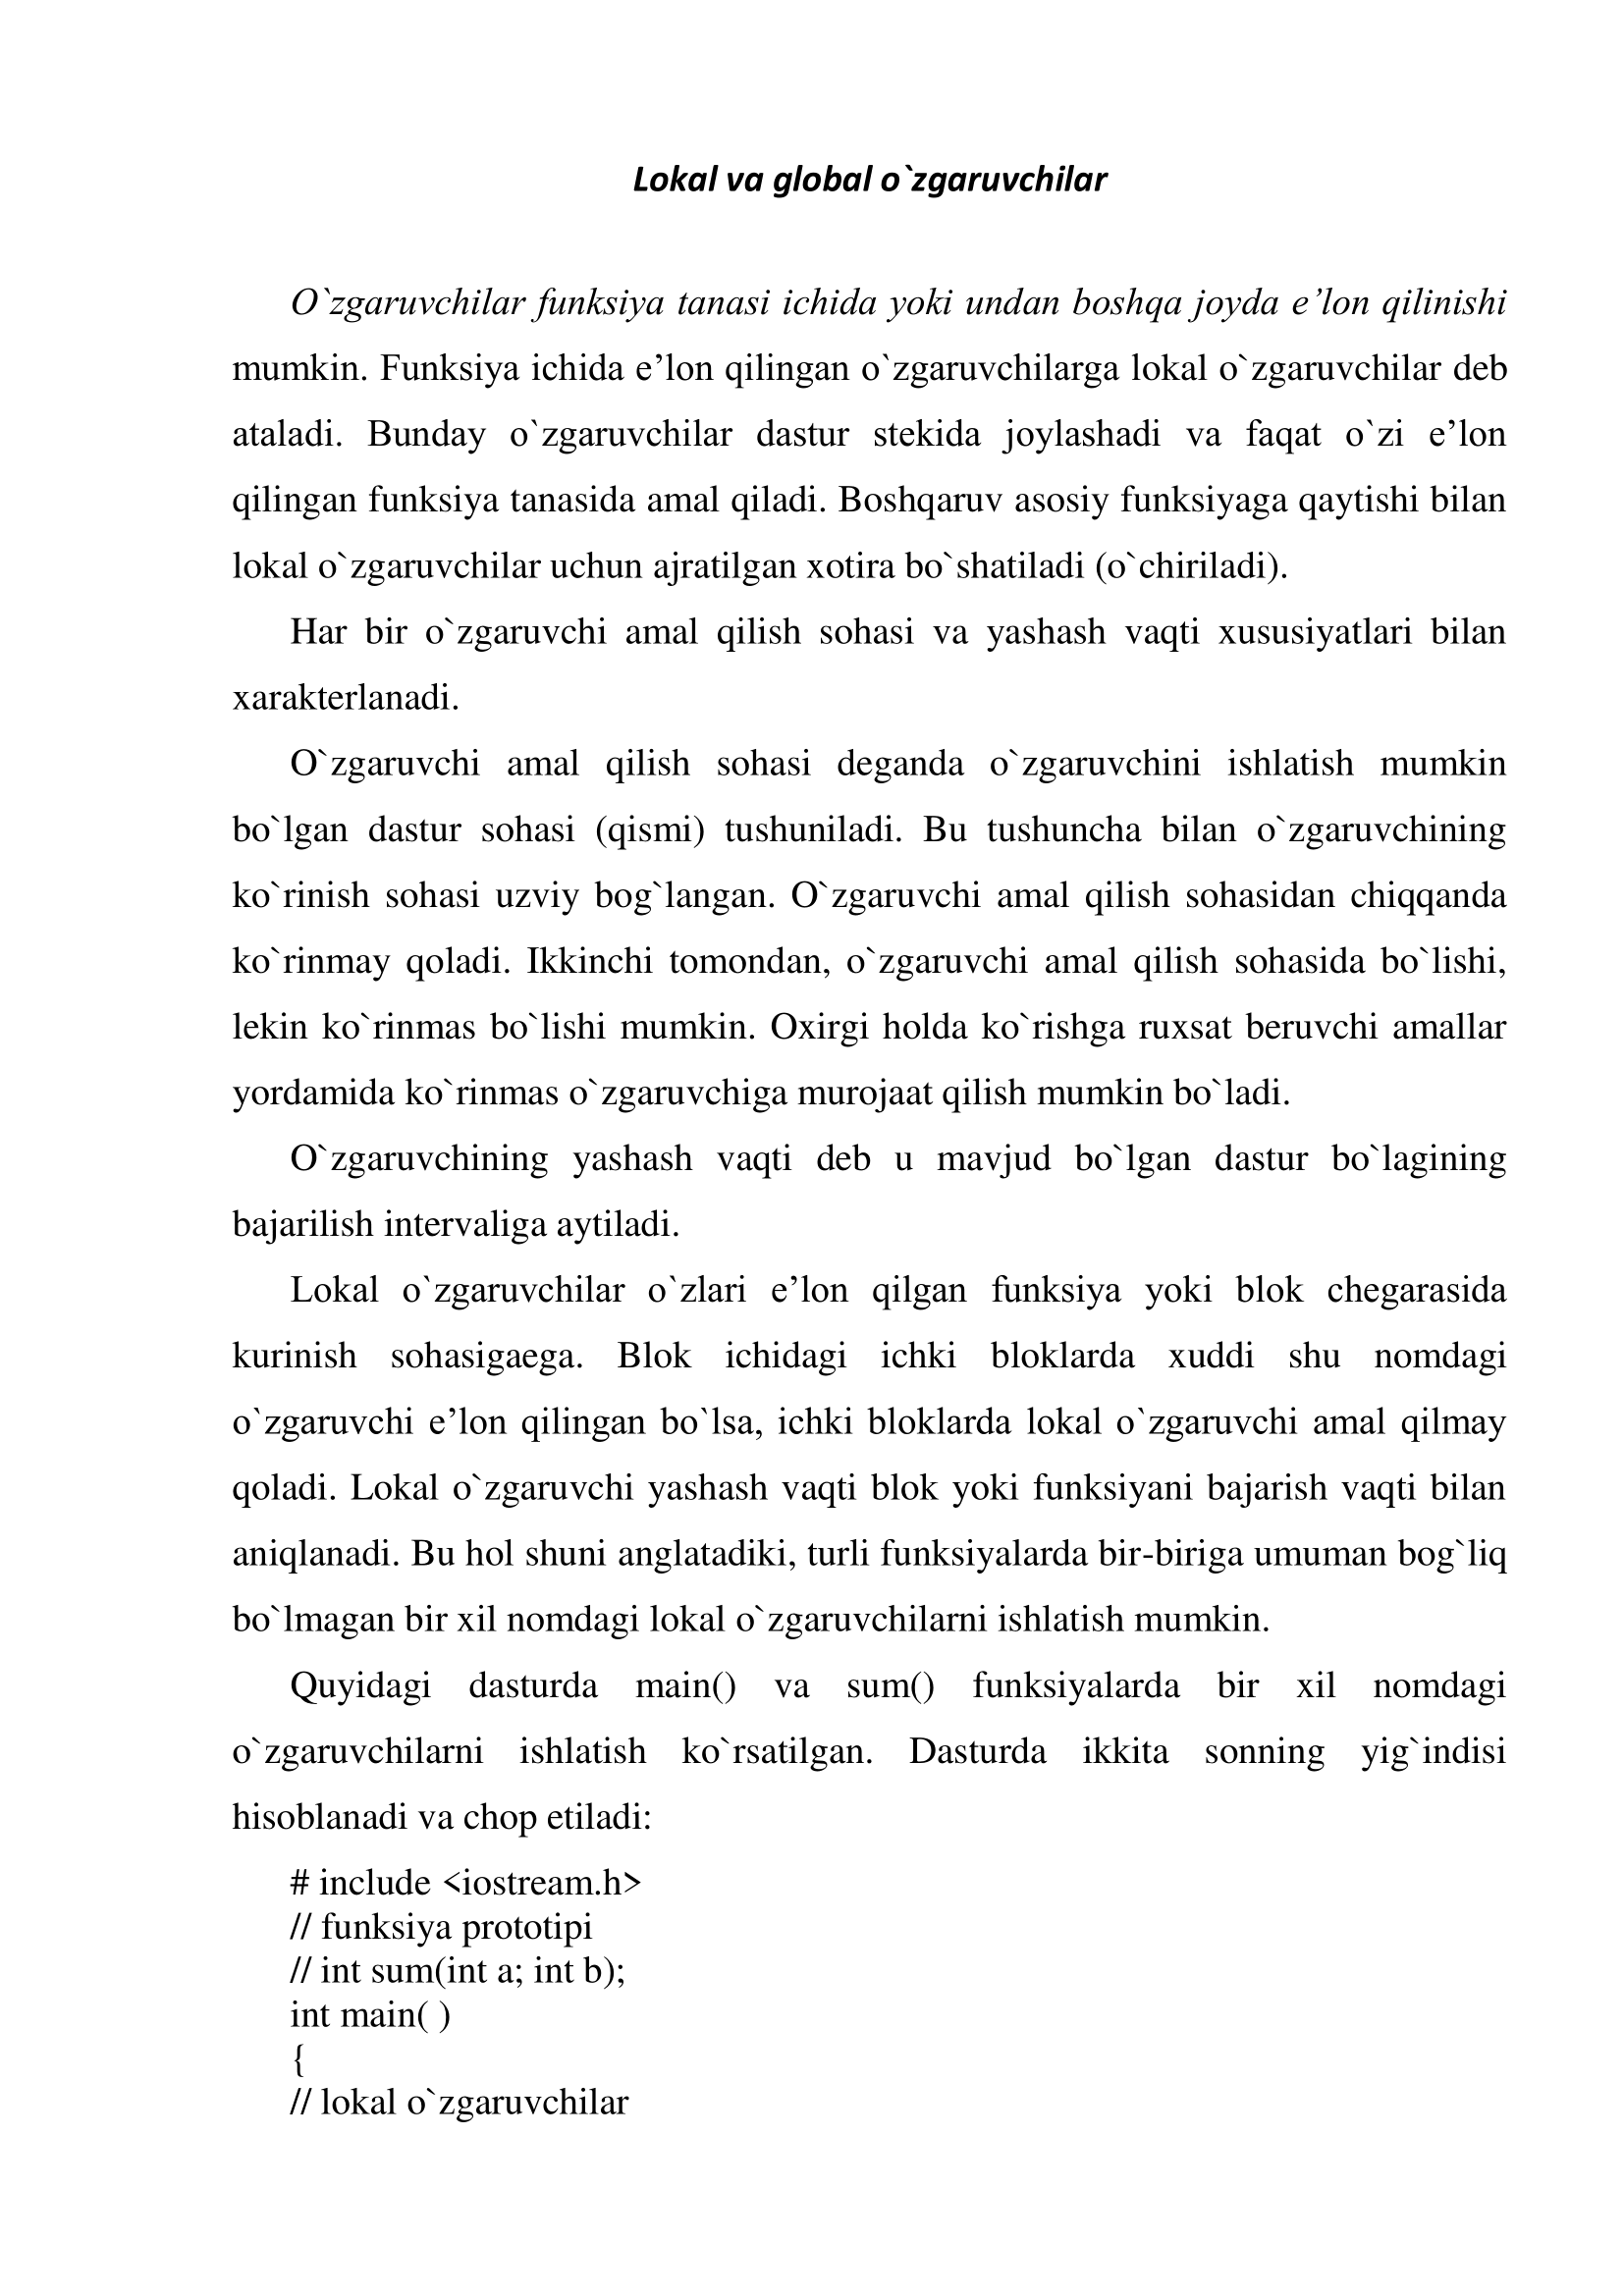 Lokal va global o`zgaruvchilar
O`zgaruvchilar funksiya tanasi ichida yoki undan boshqa joyda e’lon qilinishi
mumkin. Funksiya ichida e’lon qilingan o`zgaruvchilarga lokal o`zgaruvchilar deb
ataladi. Bunday o`zgaruvchilar dastur stekida joylashadi va faqat o`zi e’lon
qilingan funksiya tanasida amal qiladi. Boshqaruv asosiy funksiyaga qaytishi bilan
lokal o`zgaruvchilar uchun ajratilgan xotira bo`shatiladi (o`chiriladi).
Har bir o`zgaruvchi amal qilish sohasi va yashash vaqti xususiyatlari bilan
xarakterlanadi.
O`zgaruvchi amal qilish sohasi deganda o`zgaruvchini ishlatish mumkin
bo`lgan dastur sohasi (qismi) tushuniladi. Bu tushuncha bilan o`zgaruvchining
ko`rinish sohasi uzviy bog`langan. O`zgaruvchi amal qilish sohasidan chiqqanda
ko`rinmay qoladi. Ikkinchi tomondan, o`zgaruvchi amal qilish sohasida bo`lishi,
lekin ko`rinmas bo`lishi mumkin. Oxirgi holda ko`rishga ruxsat beruvchi amallar
yordamida ko`rinmas o`zgaruvchiga murojaat qilish mumkin bo`ladi.
O`zgaruvchining yashash vaqti deb u mavjud bo`lgan dastur bo`lagining
bajarilish intervaliga aytiladi.
Lokal o`zgaruvchilar o`zlari e’lon qilgan funksiya yoki blok chegarasida
kurinish sohasigaega. Blok ichidagi ichki bloklarda xuddi shu nomdagi
o`zgaruvchi e’lon qilingan bo`lsa, ichki bloklarda lokal o`zgaruvchi amal qilmay
qoladi. Lokal o`zgaruvchi yashash vaqti blok yoki funksiyani bajarish vaqti bilan
aniqlanadi. Bu hol shuni anglatadiki, turli funksiyalarda bir-biriga umuman bog`liq
bo`lmagan bir xil nomdagi lokal o`zgaruvchilarni ishlatish mumkin.
Quyidagi dasturda main() va sum() funksiyalarda bir xil nomdagi
o`zgaruvchilarni ishlatish ko`rsatilgan. Dasturda ikkita sonning yig`indisi
hisoblanadi va chop etiladi:
# include <iostream.h>
// funksiya prototipi
// int sum(int a; int b);
int main( )
{
// lokal o`zgaruvchilar